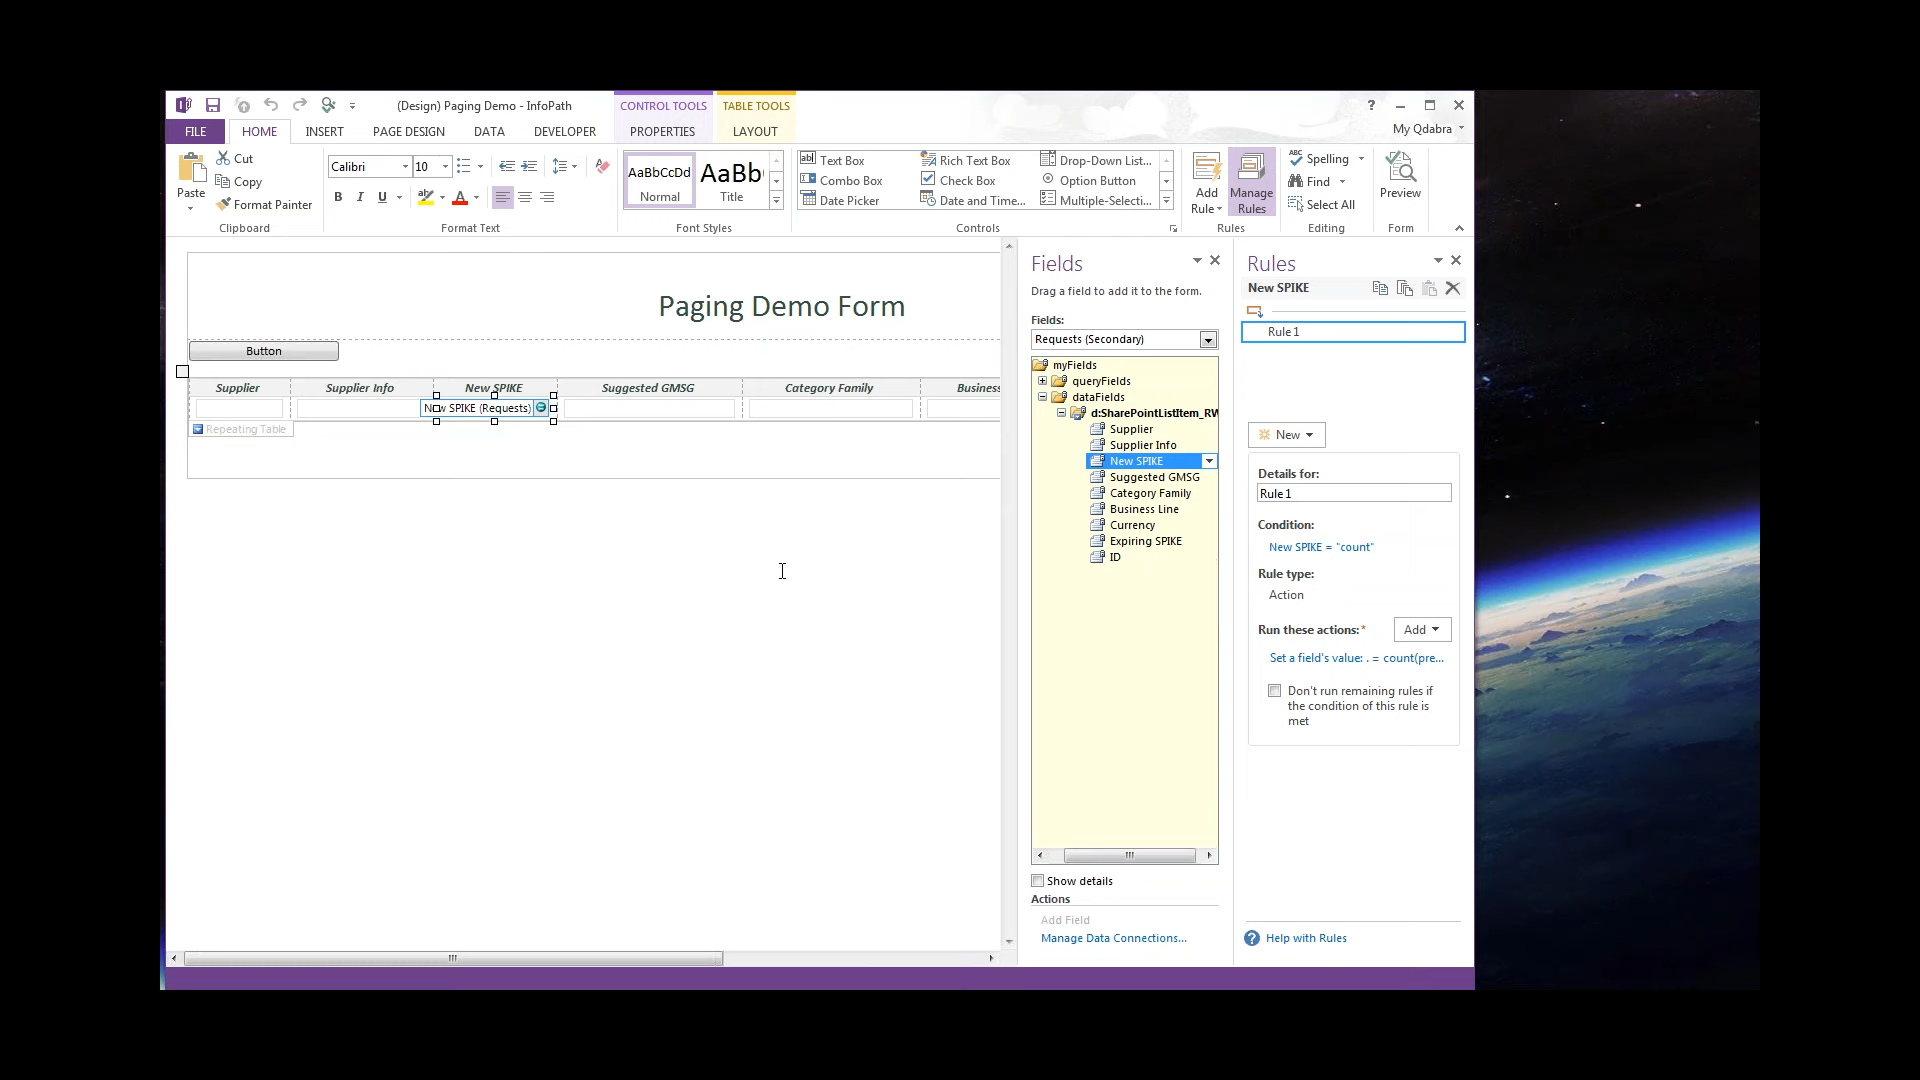 (Design) Paging Demo - InfoPath
CONTROL TOOLS
TABLE TOOLS
?
FILE
HOME
INSERT
PAGE DESIGN
DATA
DEVELOPER
PROPERTIES
LAYOUT
My Qdabra
Paste
Cut
Copy
Format Painter
Clipboard
Calibri
10
B I U
A
Format Text
AaBbCcDd
Normal
AaBb
Title
Font Styles
Text Box
Combo Box
Date Picker
Rich Text Box
Check Box
Date and Time...
Drop-Down List...
Option Button
Multiple-Selecti...
Controls
Add
Rule
Manage
Rules
Rules
Spelling
Find
Select All
Editing
Preview
Form
Paging Demo Form
Button
Supplier
Supplier Info
New SPIKE
Suggested GMSG
Category Family
Business
New SPIKE (Requests)
Repeating Table
Fields
Drag a field to add it to the form.
Fields:
Requests (Secondary)
myFields
queryFields
dataFields
d:SharePointListItem_RW
Supplier
Supplier Info
New SPIKE
Suggested GMSG
Category Family
Business Line
Currency
Expiring SPIKE
ID
Show details
Actions
Add Field
Manage Data Connections...
Rules
New SPIKE
Rule 1
New
Details for:
Rule 1
Condition:
New SPIKE = "count"
Rule type:
Action
Run these actions:*
Add
Set a field's value: . = count(pre...
Don't run remaining rules if
the condition of this rule is
met
Help with Rules